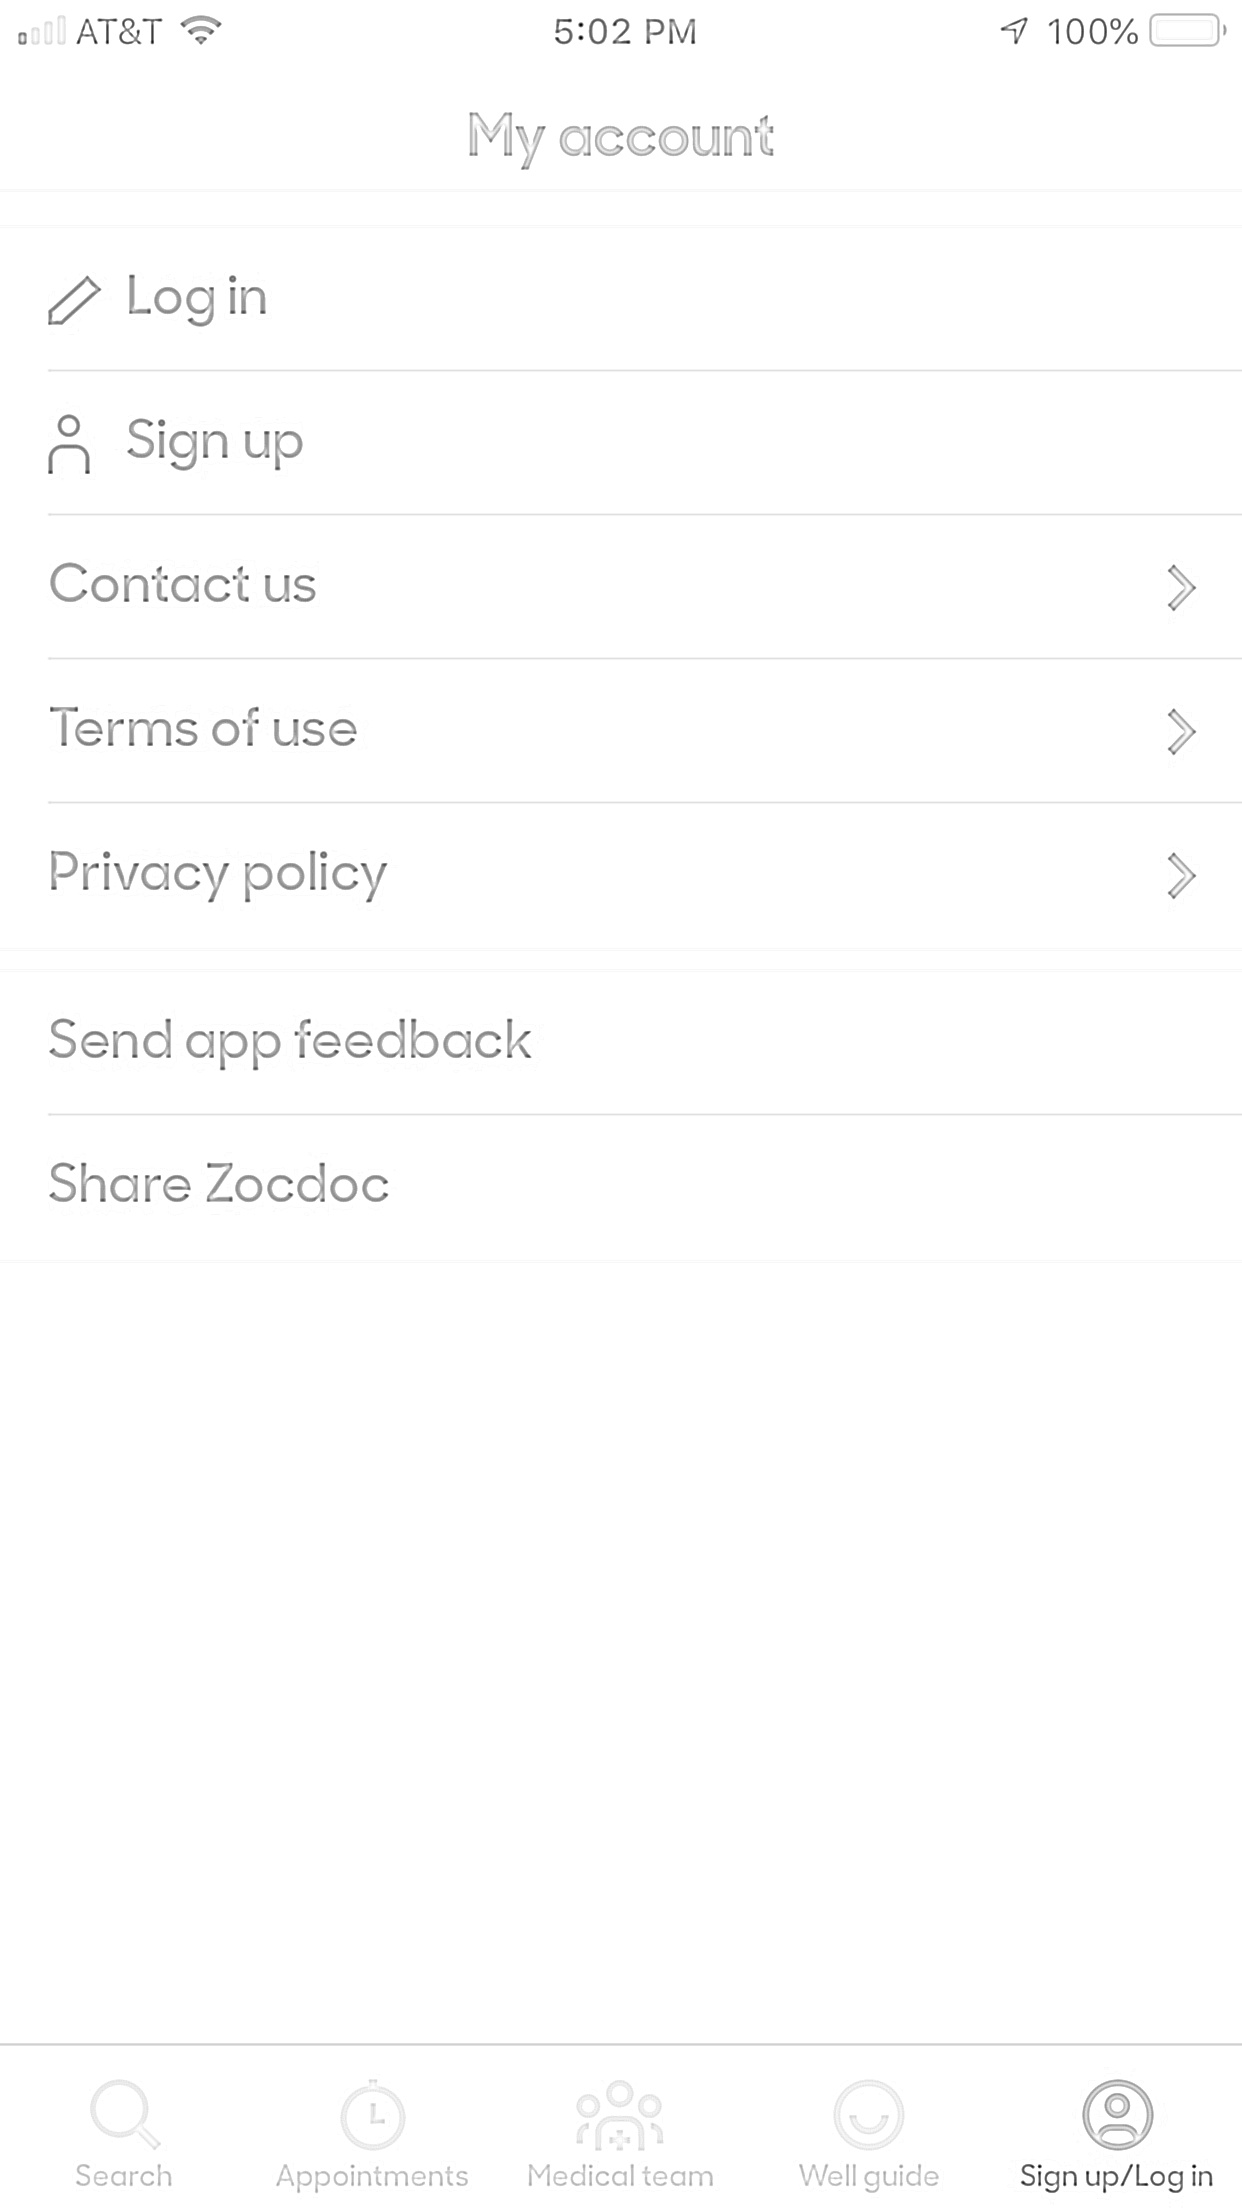 AT&T 5:02 PM 100%
My account
Log in
Sign up
Contact us
Terms of use
Privacy policy
Send app feedback
Share Zocdoc
Search Appointments Medical team Well guide Sign up/Log in